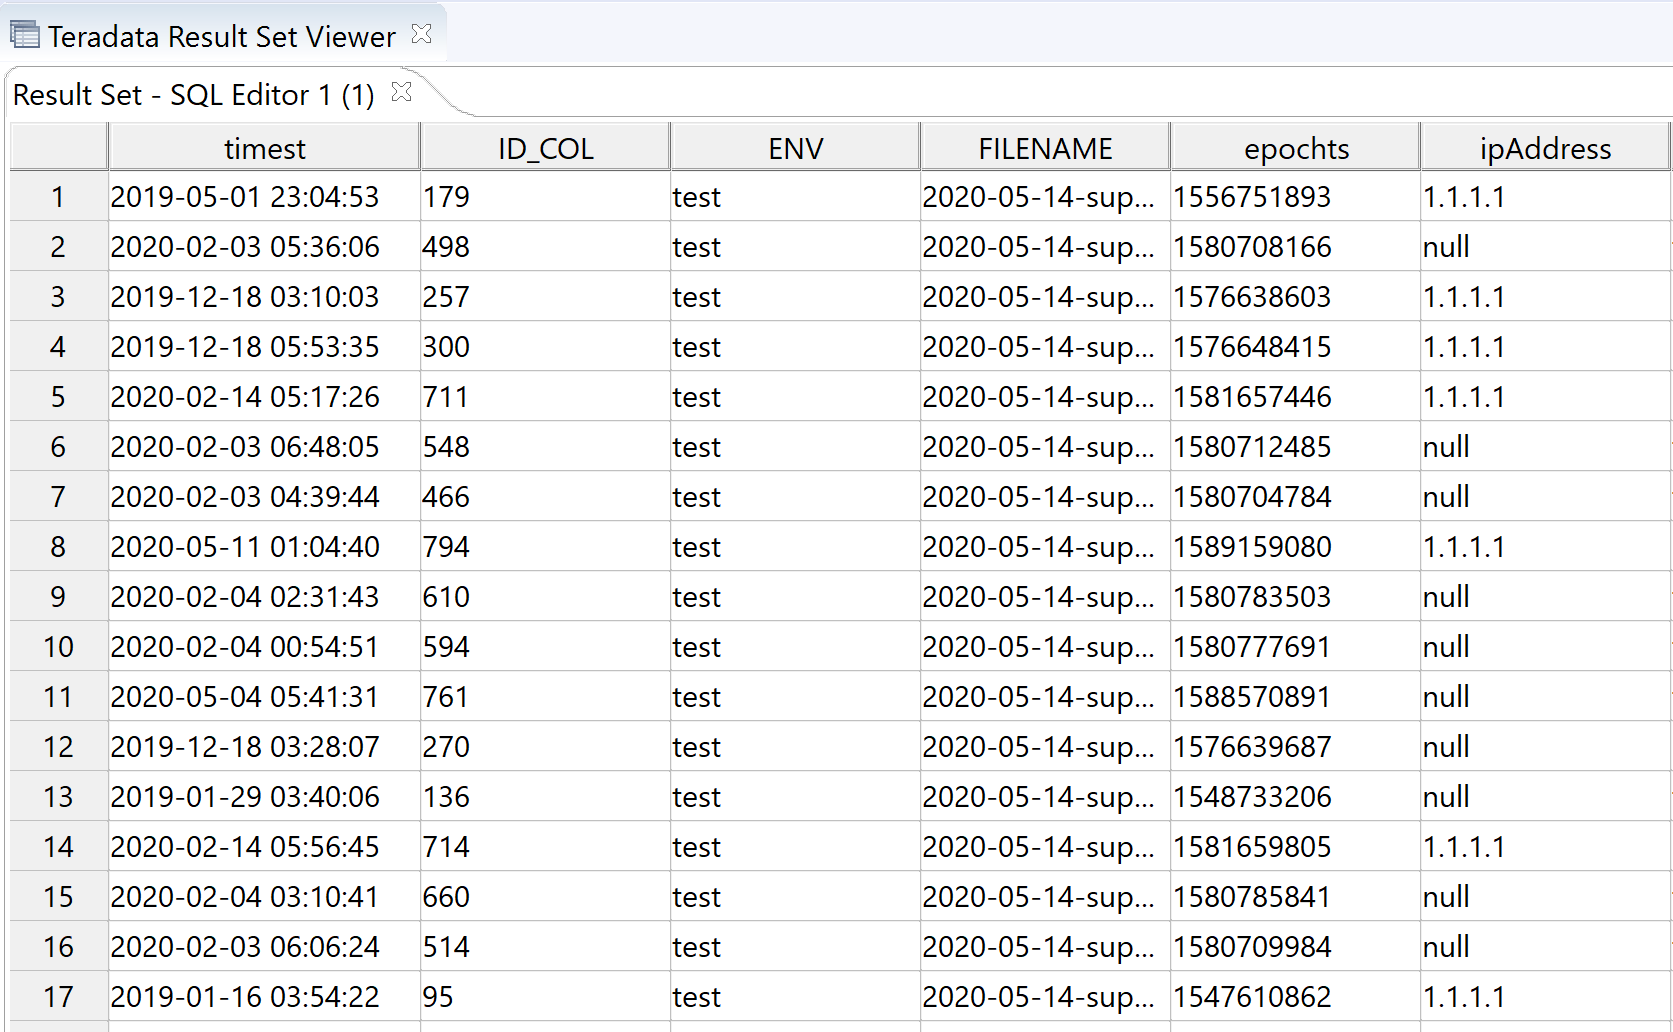 Teradata Result Set Viewer
Result Set - SQL Editor 1 (1)
timest ID_COL ENV FILENAME epochts ipAddress
1 2019-05-01 23:04:53 179 test 2020-05-14-sup... 1556751893 1.1.1.1
2 2020-02-03 05:36:06 498 test 2020-05-14-sup... 1580708166 null
3 2019-12-18 03:10:03 257 test 2020-05-14-sup... 1576638603 1.1.1.1
4 2019-12-18 05:53:35 300 test 2020-05-14-sup... 1576648415 1.1.1.1
5 2020-02-14 05:17:26 711 test 2020-05-14-sup... 1581657446 1.1.1.1
6 2020-02-03 06:48:05 548 test 2020-05-14-sup... 1580712485 null
7 2020-02-03 04:39:44 466 test 2020-05-14-sup... 1580704784 null
8 2020-05-11 01:04:40 794 test 2020-05-14-sup... 1589159080 1.1.1.1
9 2020-02-04 02:31:43 610 test 2020-05-14-sup... 1580783503 null
10 2020-02-04 00:54:51 594 test 2020-05-14-sup... 1580777691 null
11 2020-05-04 05:41:31 761 test 2020-05-14-sup... 1588570891 null
12 2019-12-18 03:28:07 270 test 2020-05-14-sup... 1576639687 null
13 2019-01-29 03:40:06 136 test 2020-05-14-sup... 1548733206 null
14 2020-02-14 05:56:45 714 test 2020-05-14-sup... 1581659805 1.1.1.1
15 2020-02-04 03:10:41 660 test 2020-05-14-sup... 1580785841 null
16 2020-02-03 06:06:24 514 test 2020-05-14-sup... 1580709984 null
17 2019-01-16 03:54:22 95 test 2020-05-14-sup... 1547610862 1.1.1.1